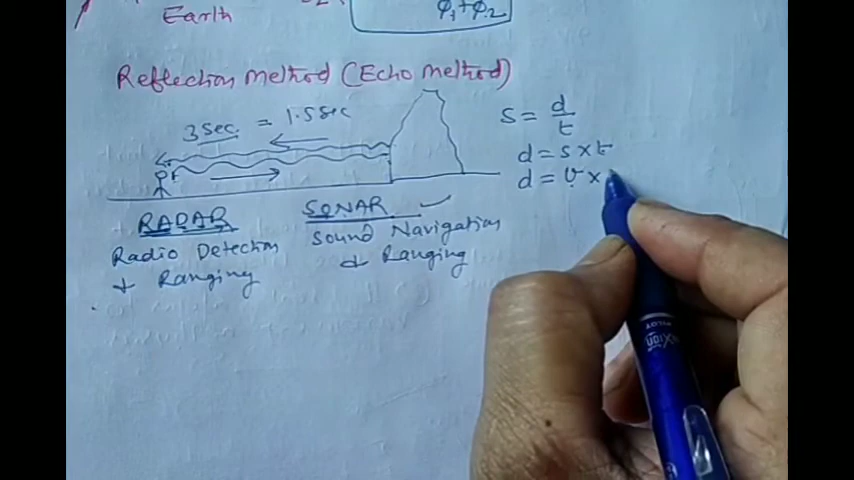 Earth
φ1+φ2
Reflection method (Echo method)
3 sec. = 1.5 sec
S = d/t
d = s × t
d = v ×
RADAR
Radio Detection
& Ranging
SONAR ✓
Sound Navigation
& Ranging
PILOT